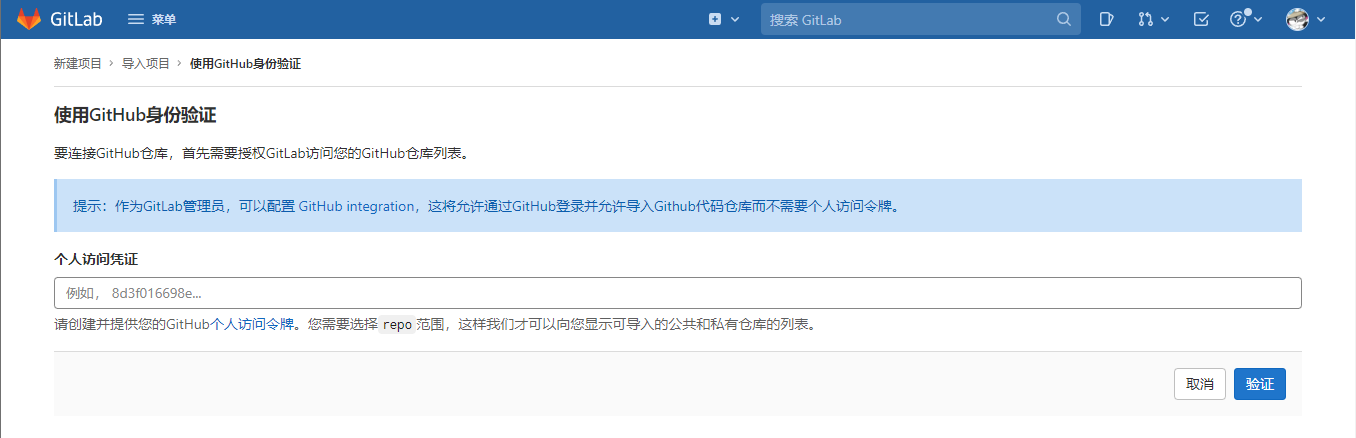 GitLab 菜单 搜索 GitLab
新建项目 › 导入项目 › 使用GitHub身份验证
使用GitHub身份验证
要连接GitHub仓库，首先需要授权GitLab访问您的GitHub仓库列表。
提示：作为GitLab管理员，可以配置 GitHub integration，这将允许通过GitHub登录并允许导入Github代码仓库而不需要个人访问令牌。
个人访问凭证
例如， 8d3f016698e...
请创建并提供您的GitHub个人访问令牌。您需要选择 repo 范围，这样我们才可以向您显示可导入的公共和私有仓库的列表。
取消 验证